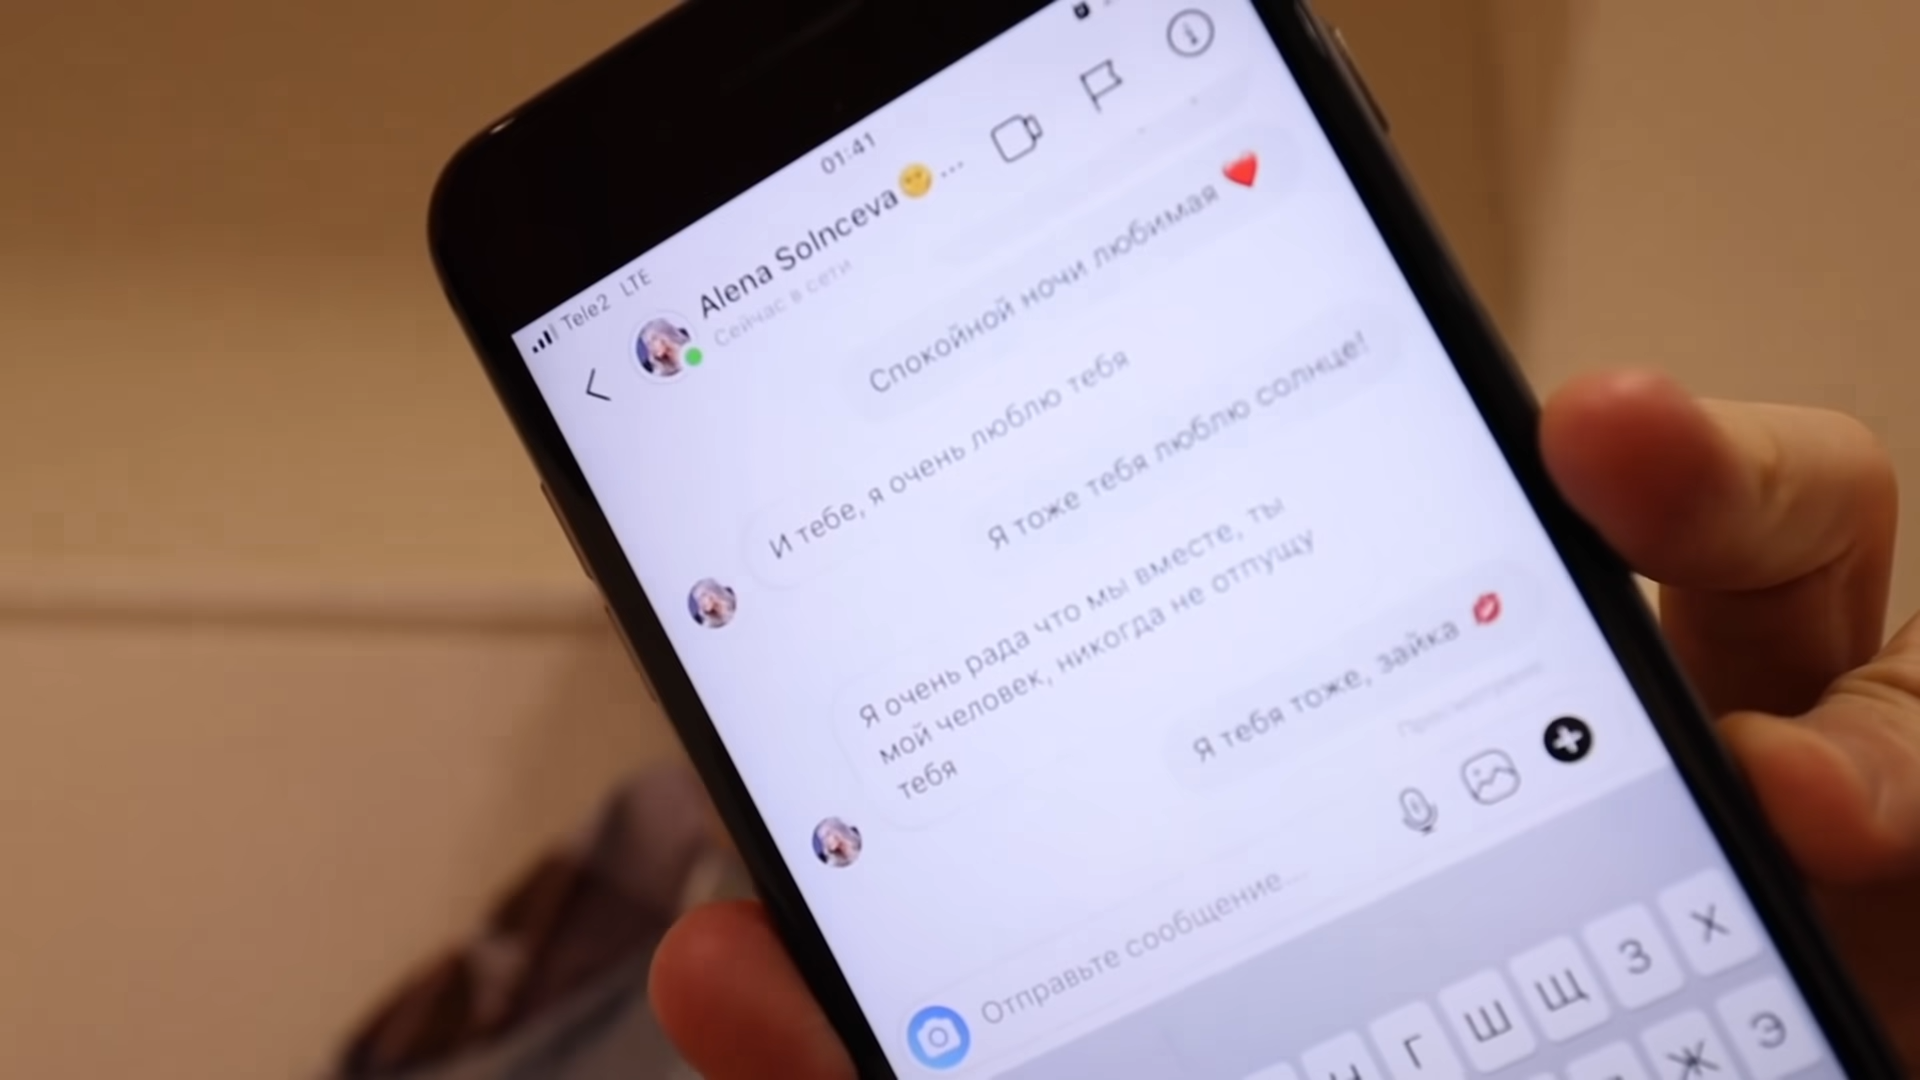 Tele2 LTE
01:41
Alena Solnceva🙂...
Сейчас в сети
Спокойной ночи любимая ❤️
И тебе, я очень люблю тебя
Я тоже тебя люблю солнце!
Я очень рада что мы вместе, ты
мой человек, никогда не отпущу
тебя
Я тебя тоже, зайка 💋
Отправьте сообщение...
Г Ш Щ З Х
Ж Э